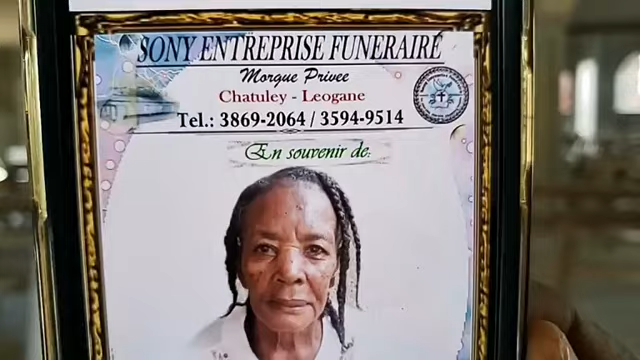 SONY ENTREPRISE FUNERAIRE
Morgue Privee
Chatuley - Leogane
Tel.: 3869-2064 / 3594-9514
En souvenir de: